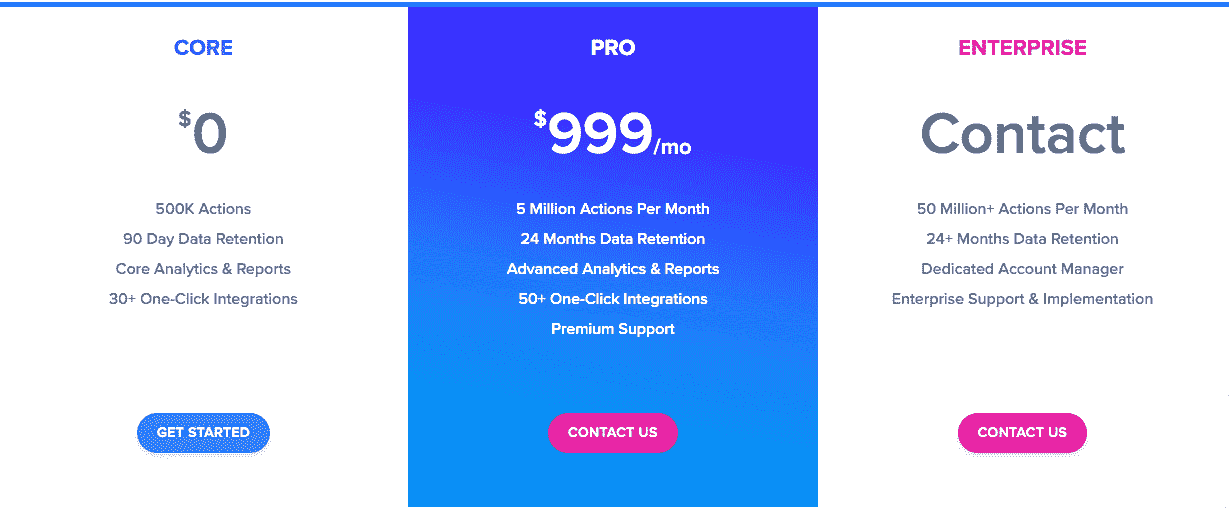 CORE
$0
500K Actions
90 Day Data Retention
Core Analytics & Reports
30+ One-Click Integrations
GET STARTED
PRO
$999/mo
5 Million Actions Per Month
24 Months Data Retention
Advanced Analytics & Reports
50+ One-Click Integrations
Premium Support
CONTACT US
ENTERPRISE
Contact
50 Million+ Actions Per Month
24+ Months Data Retention
Dedicated Account Manager
Enterprise Support & Implementation
CONTACT US